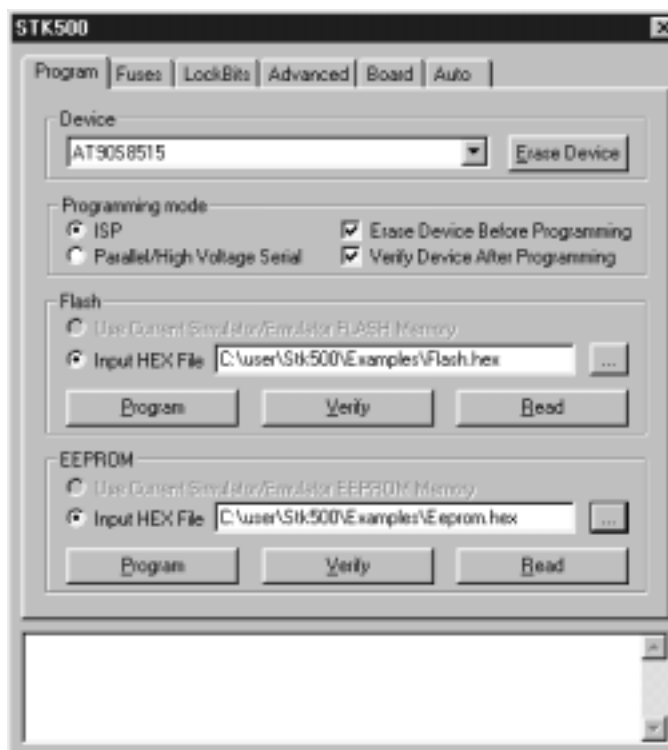 STK500
Program Fuses LockBits Advanced Board Auto
Device
AT90S8515 Erase Device
Programming mode
ISP Erase Device Before Programming
Parallel/High Voltage Serial Verify Device After Programming
Flash
Use Current Simulator/Emulator FLASH Memory
Input HEX File C:\user\Stk500\Examples\Flash.hex ...
Program Verify Read
EEPROM
Use Current Simulator/Emulator EEPROM Memory
Input HEX File C:\user\Stk500\Examples\Eeprom.hex ...
Program Verify Read